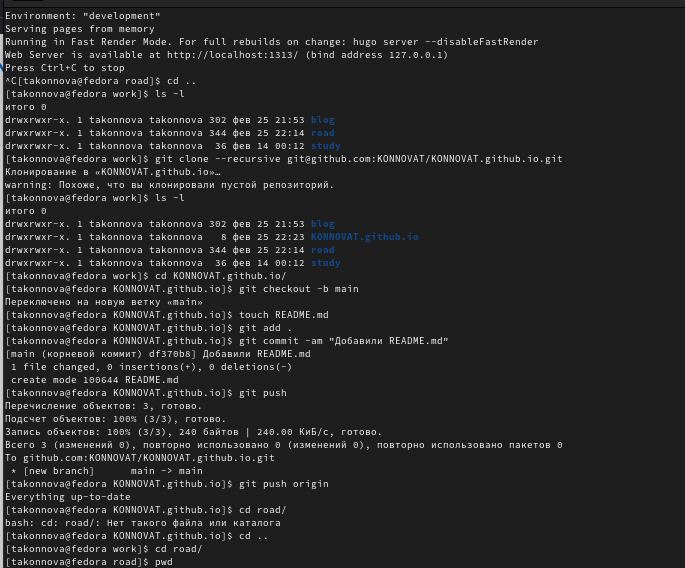 Environment: "development"
Serving pages from memory
Running in Fast Render Mode. For full rebuilds on change: hugo server --disableFastRender
Web Server is available at http://localhost:1313/ (bind address 127.0.0.1)
Press Ctrl+C to stop
^C[takonnova@fedora road]$ cd ..
[takonnova@fedora work]$ ls -l
итого 0
drwxrwxr-x. 1 takonnova takonnova 302 фев 25 21:53 blog
drwxrwxr-x. 1 takonnova takonnova 344 фев 25 22:14 road
drwxrwxr-x. 1 takonnova takonnova  36 фев 14 00:12 study
[takonnova@fedora work]$ git clone --recursive git@github.com:KONNOVAT/KONNOVAT.github.io.git
Клонирование в «KONNOVAT.github.io»…
warning: Похоже, что вы клонировали пустой репозиторий.
[takonnova@fedora work]$ ls -l
итого 0
drwxrwxr-x. 1 takonnova takonnova 302 фев 25 21:53 blog
drwxrwxr-x. 1 takonnova takonnova   8 фев 25 22:23 KONNOVAT.github.io
drwxrwxr-x. 1 takonnova takonnova 344 фев 25 22:14 road
drwxrwxr-x. 1 takonnova takonnova  36 фев 14 00:12 study
[takonnova@fedora work]$ cd KONNOVAT.github.io/
[takonnova@fedora KONNOVAT.github.io]$ git checkout -b main
Переключено на новую ветку «main»
[takonnova@fedora KONNOVAT.github.io]$ touch README.md
[takonnova@fedora KONNOVAT.github.io]$ git add .
[takonnova@fedora KONNOVAT.github.io]$ git commit -am "Добавили README.md"
[main (корневой коммит) df370b8] Добавили README.md
 1 file changed, 0 insertions(+), 0 deletions(-)
 create mode 100644 README.md
[takonnova@fedora KONNOVAT.github.io]$ git push
Перечисление объектов: 3, готово.
Подсчет объектов: 100% (3/3), готово.
Запись объектов: 100% (3/3), 240 байтов | 240.00 КиБ/с, готово.
Всего 3 (изменений 0), повторно использовано 0 (изменений 0), повторно использовано пакетов 0
To github.com:KONNOVAT/KONNOVAT.github.io.git
 * [new branch]      main -> main
[takonnova@fedora KONNOVAT.github.io]$ git push origin
Everything up-to-date
[takonnova@fedora KONNOVAT.github.io]$ cd road/
bash: cd: road/: Нет такого файла или каталога
[takonnova@fedora KONNOVAT.github.io]$ cd ..
[takonnova@fedora work]$ cd road/
[takonnova@fedora road]$ pwd